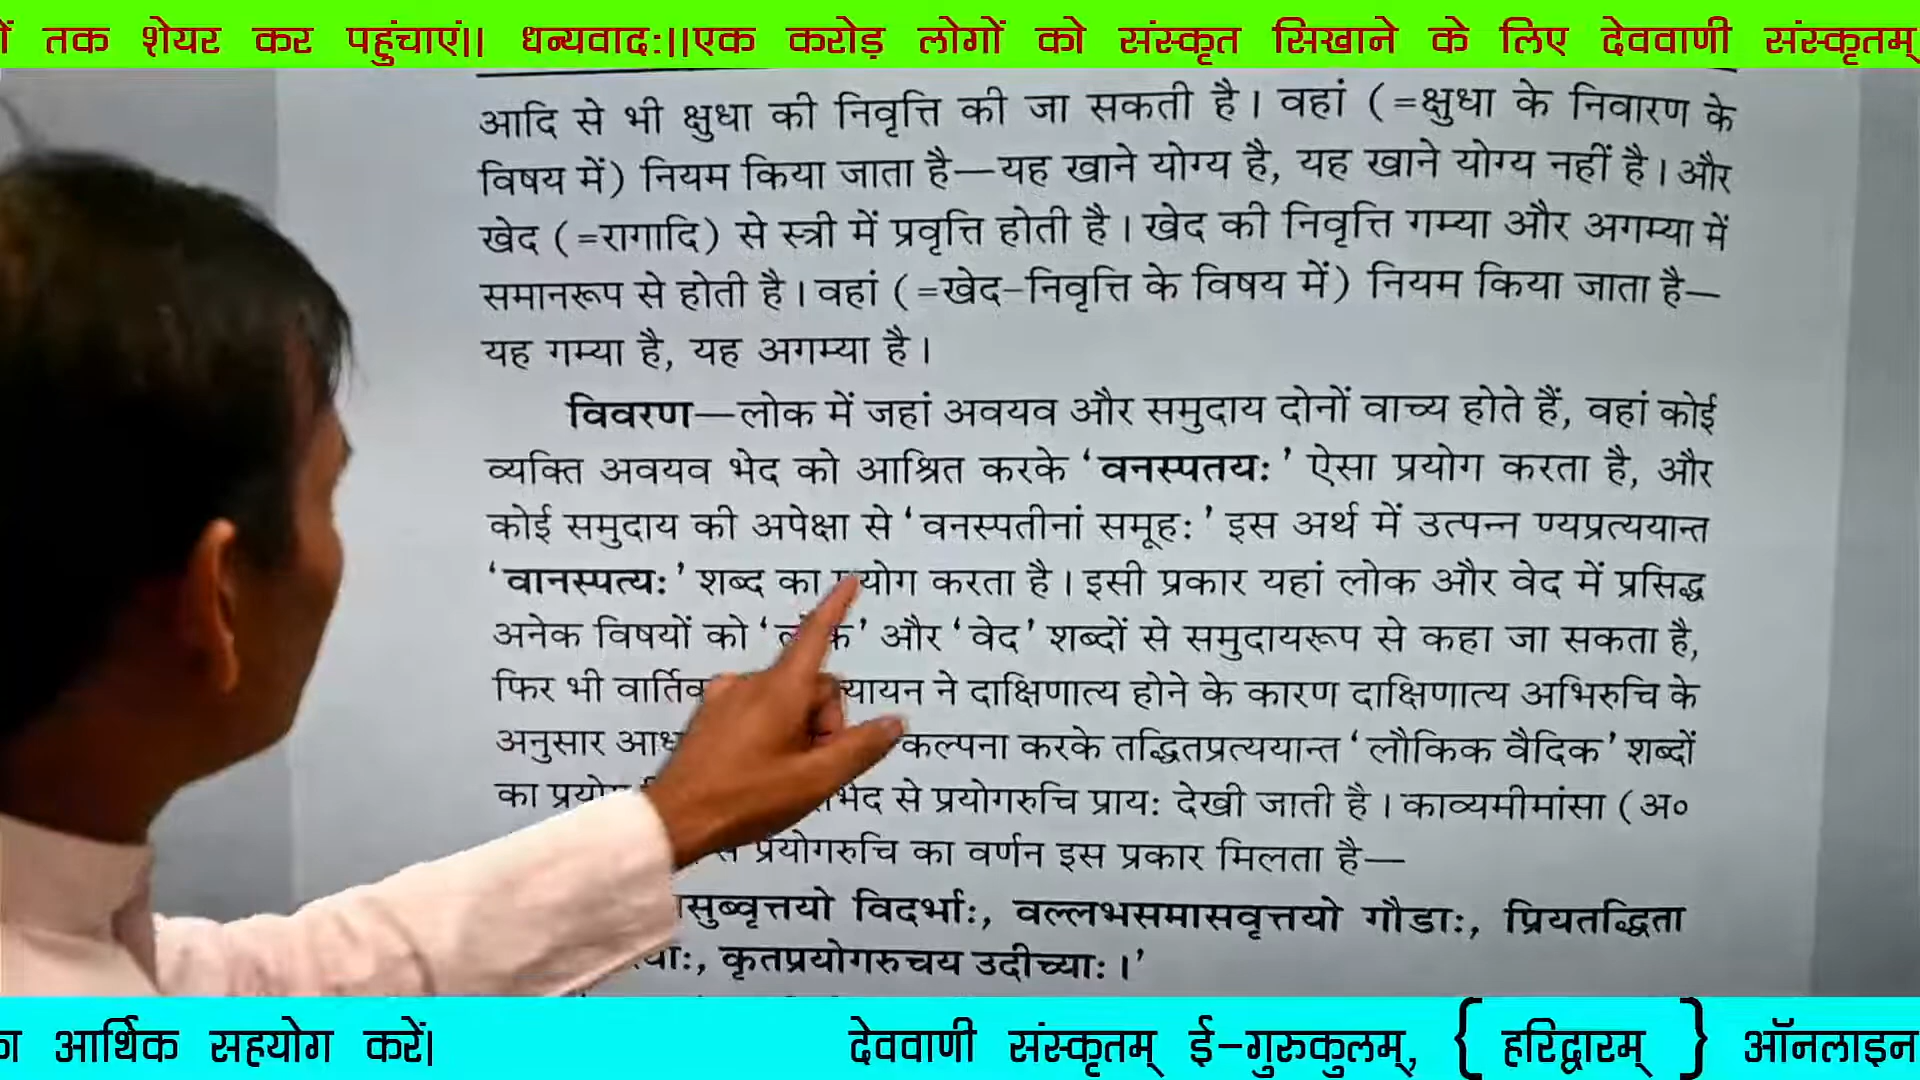 तक शेयर कर पहुंचाएं॥ धन्यवादः॥एक करोड़ लोगों को संस्कृत सिखाने के लिए देववाणी संस्कृतम्
आदि से भी क्षुधा की निवृत्ति की जा सकती है। वहां (=क्षुधा के निवारण के
विषय में) नियम किया जाता है—यह खाने योग्य है, यह खाने योग्य नहीं है। और
खेद (=रागादि) से स्त्री में प्रवृत्ति होती है। खेद की निवृत्ति गम्या और अगम्या में
समानरूप से होती है। वहां (=खेद-निवृत्ति के विषय में) नियम किया जाता है—
यह गम्या है, यह अगम्या है।
विवरण—लोक में जहां अवयव और समुदाय दोनों वाच्य होते हैं, वहां कोई
व्यक्ति अवयव भेद को आश्रित करके ‘वनस्पतयः’ ऐसा प्रयोग करता है, और
कोई समुदाय की अपेक्षा से ‘वनस्पतीनां समूहः’ इस अर्थ में उत्पन्न ण्यप्रत्ययान्त
‘वानस्पत्यः’ शब्द का प्रयोग करता है। इसी प्रकार यहां लोक और वेद में प्रसिद्ध
अनेक विषयों को ‘लोक’ और ‘वेद’ शब्दों से समुदायरूप से कहा जा सकता है,
फिर भी ने दाक्षिणात्य होने के कारण दाक्षिणात्य अभिरुचि के
अनुसार कल्पना करके तद्धितप्रत्ययान्त ‘लौकिक वैदिक’ शब्दों
का से प्रयोगरुचि प्रायः देखी जाती है। काव्यमीमांसा (अ०
प्रयोगरुचि का वर्णन इस प्रकार मिलता है—
विदर्भाः, वल्लभसमासवृत्तयो गौडाः, प्रियतद्धिता
कृतप्रयोगरुचय उदीच्याः।’
आर्थिक सहयोग करें। देववाणी संस्कृतम् ई-गुरुकुलम्, { हरिद्वारम् } ऑनलाइन